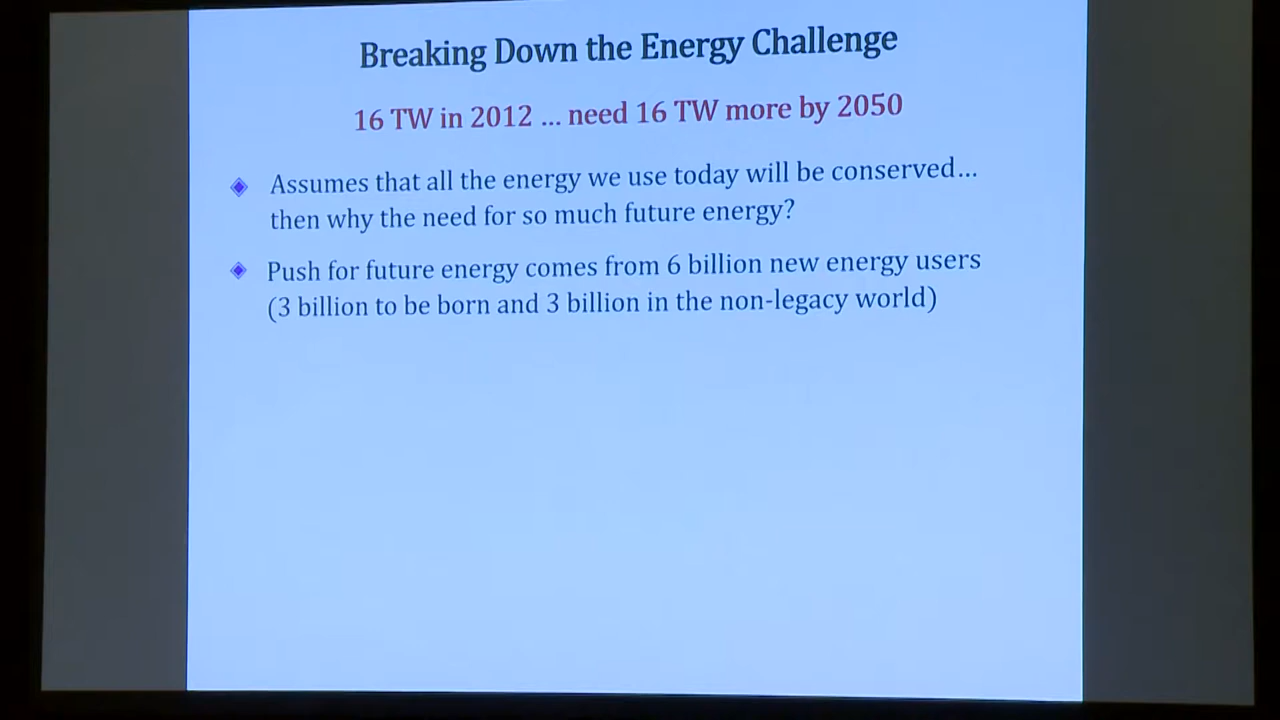 Breaking Down the Energy Challenge
16 TW in 2012 ... need 16 TW more by 2050
Assumes that all the energy we use today will be conserved...
then why the need for so much future energy?
Push for future energy comes from 6 billion new energy users
(3 billion to be born and 3 billion in the non-legacy world)